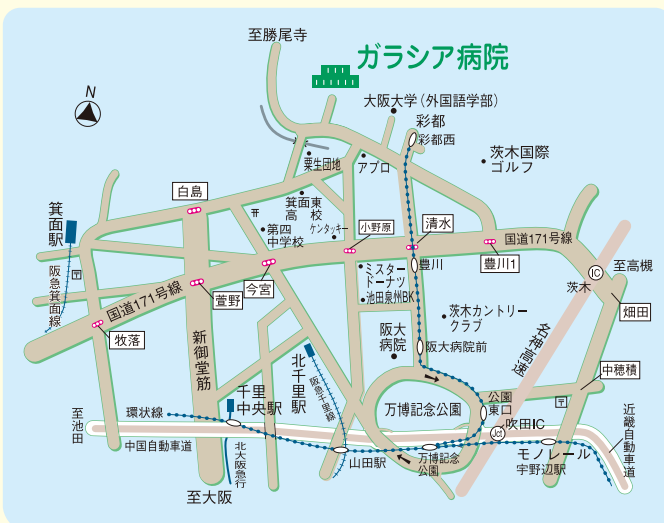 至勝尾寺
ガラシア病院
N
大阪大学(外国語学部)
彩都
彩都西
粟生団地
アプロ
茨木国際
ゴルフ
白島
箕面東
高校
箕面駅
第四
中学校
ケンタッキー
小野原
清水
国道171号線
豊川
豊川1
至高槻
阪急箕面線
今宮
ミスター
ドーナツ
池田泉州BK
IC
茨木
国道171号線
萱野
茨木カントリー
クラブ
畑田
牧落
新御堂筋
阪大
病院
阪大病院前
名神高速
北千里駅
阪急千里線
中穂積
千里
中央駅
至池田
環状線
万博記念公園
公園
東口
吹田IC
Jct
中国自動車道
北大阪急行
山田駅
万博記念
公園
モノレール
宇野辺駅
近畿自動車道
至大阪